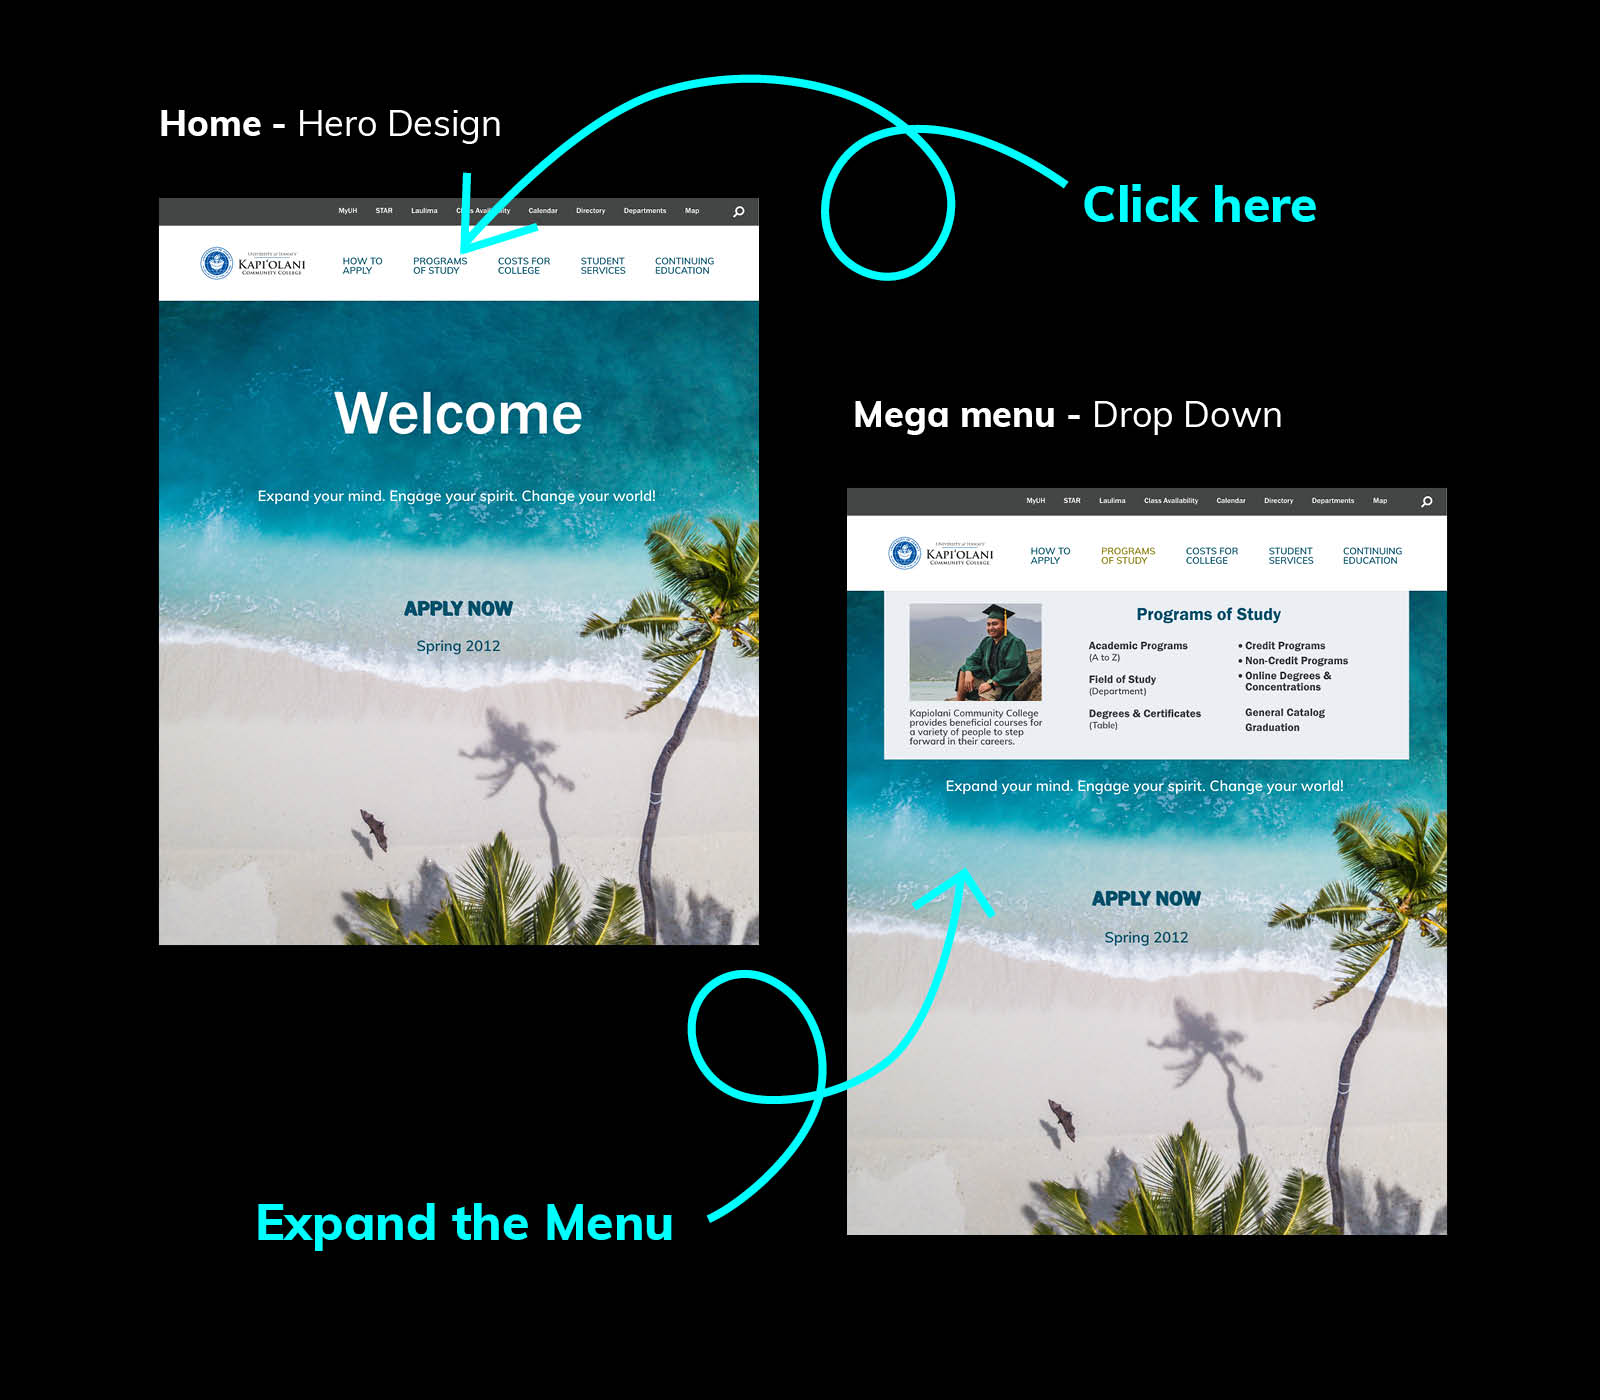 Home - Hero Design
Click here
MyUH STAR Laulima Class Availability Calendar Directory Departments Map
UNIVERSITY of HAWAI'I
KAPI'OLANI
COMMUNITY COLLEGE
HOW TO APPLY
PROGRAMS OF STUDY
COSTS FOR COLLEGE
STUDENT SERVICES
CONTINUING EDUCATION
Welcome
Expand your mind. Engage your spirit. Change your world!
APPLY NOW
Spring 2012
Mega menu - Drop Down
MyUH STAR Laulima Class Availability Calendar Directory Departments Map
UNIVERSITY of HAWAI'I
KAPI'OLANI
COMMUNITY COLLEGE
HOW TO APPLY
PROGRAMS OF STUDY
COSTS FOR COLLEGE
STUDENT SERVICES
CONTINUING EDUCATION
Kapiolani Community College
provides beneficial courses for
a variety of people to step
forward in their careers.
Programs of Study
Academic Programs
(A to Z)
Field of Study
(Department)
Degrees & Certificates
(Table)
• Credit Programs
• Non-Credit Programs
• Online Degrees &
Concentrations
General Catalog
Graduation
Expand your mind. Engage your spirit. Change your world!
APPLY NOW
Spring 2012
Expand the Menu